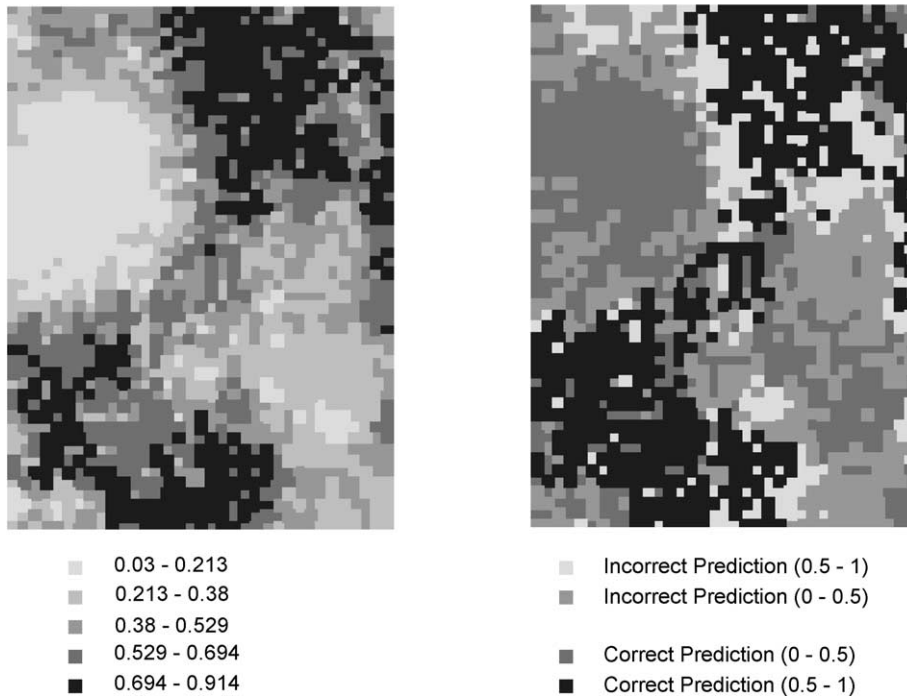 0.03 - 0.213
0.213 - 0.38
0.38 - 0.529
0.529 - 0.694
0.694 - 0.914
Incorrect Prediction (0.5 - 1)
Incorrect Prediction (0 - 0.5)
Correct Prediction (0 - 0.5)
Correct Prediction (0.5 - 1)